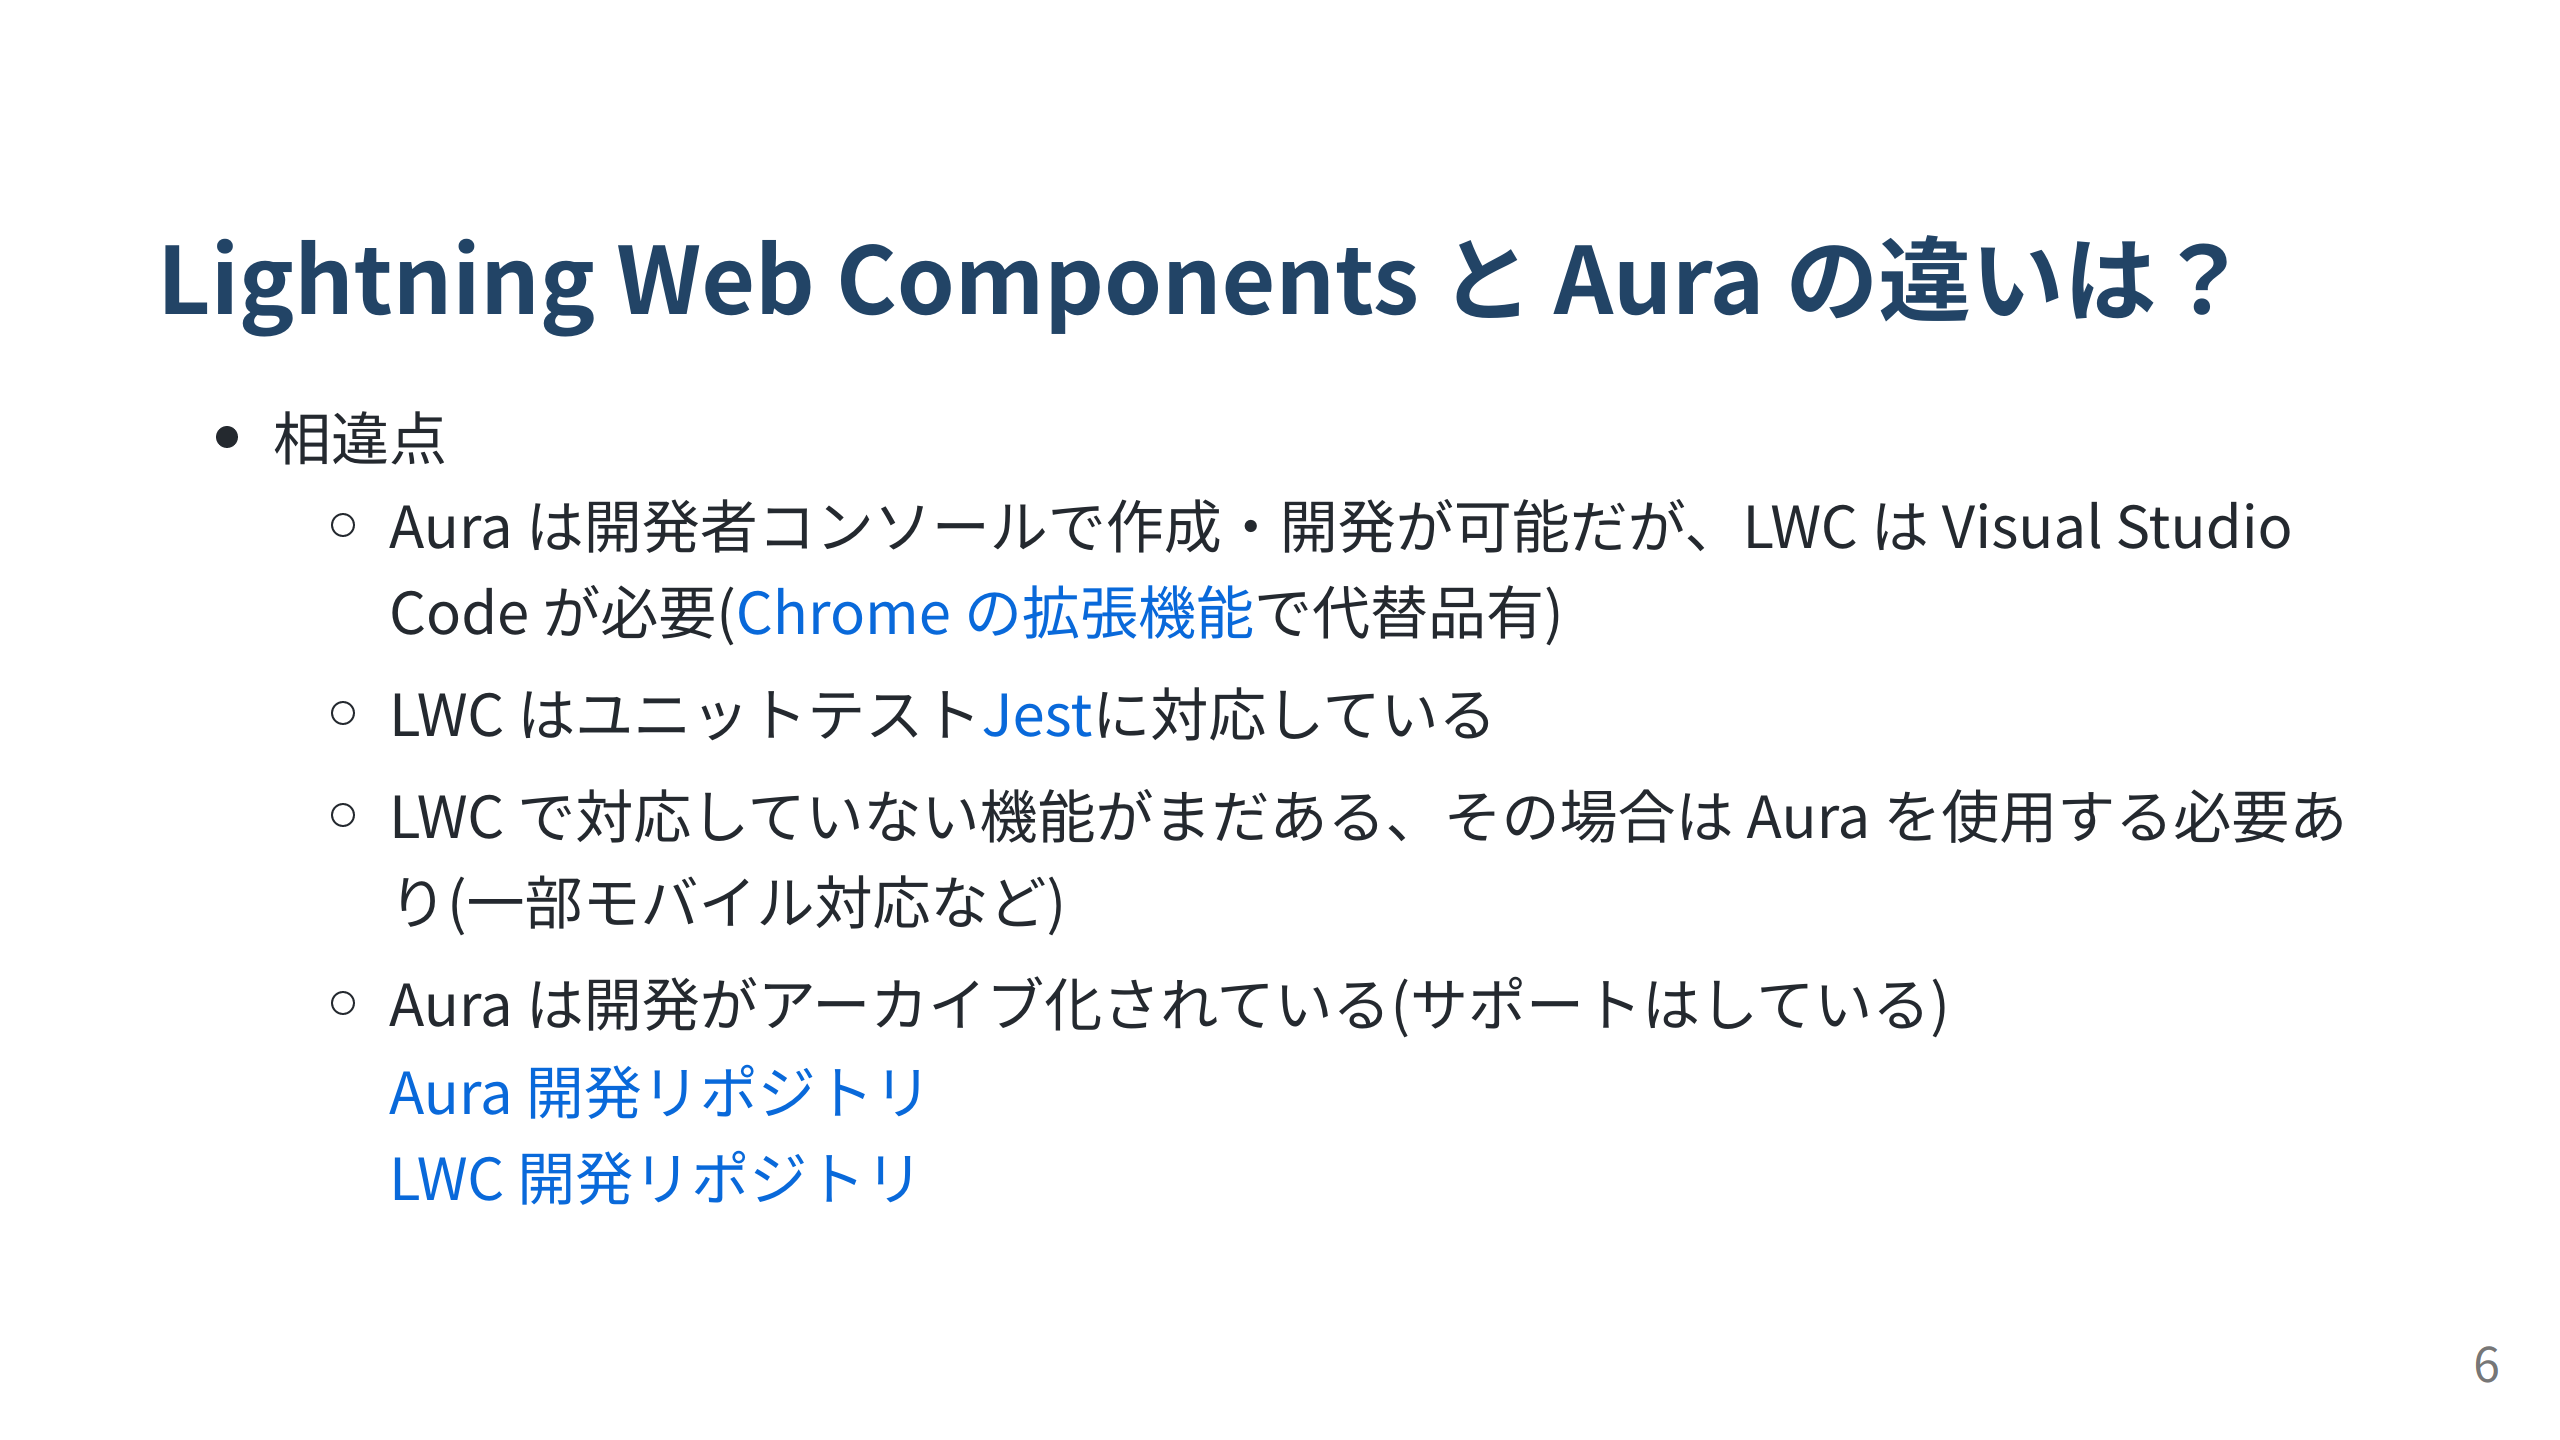 Lightning Web Components と Aura の違いは？
相違点
Aura は開発者コンソールで作成・開発が可能だが、LWC は Visual Studio
Code が必要(Chrome の拡張機能で代替品有)
LWC はユニットテストJestに対応している
LWC で対応していない機能がまだある、その場合は Aura を使用する必要あ
り(一部モバイル対応など)
Aura は開発がアーカイブ化されている(サポートはしている)
Aura 開発リポジトリ
LWC 開発リポジトリ
6